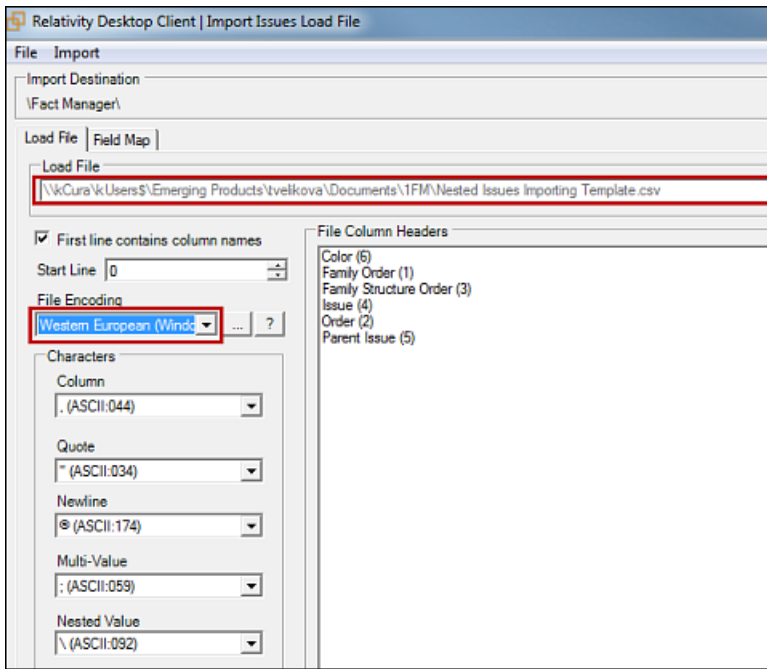 Relativity Desktop Client | Import Issues Load File
File Import
Import Destination
\Fact Manager\
Load File Field Map
Load File
\\kCura\kUsers$\Emerging Products\tvelikova\Documents\1FM\Nested Issues Importing Template.csv
First line contains column names
Start Line 0
File Encoding
Western European (Windo ... ?
Characters
Column
, (ASCII:044)
Quote
" (ASCII:034)
Newline
® (ASCII:174)
Multi-Value
; (ASCII:059)
Nested Value
\ (ASCII:092)
File Column Headers
Color (6)
Family Order (1)
Family Structure Order (3)
Issue (4)
Order (2)
Parent Issue (5)